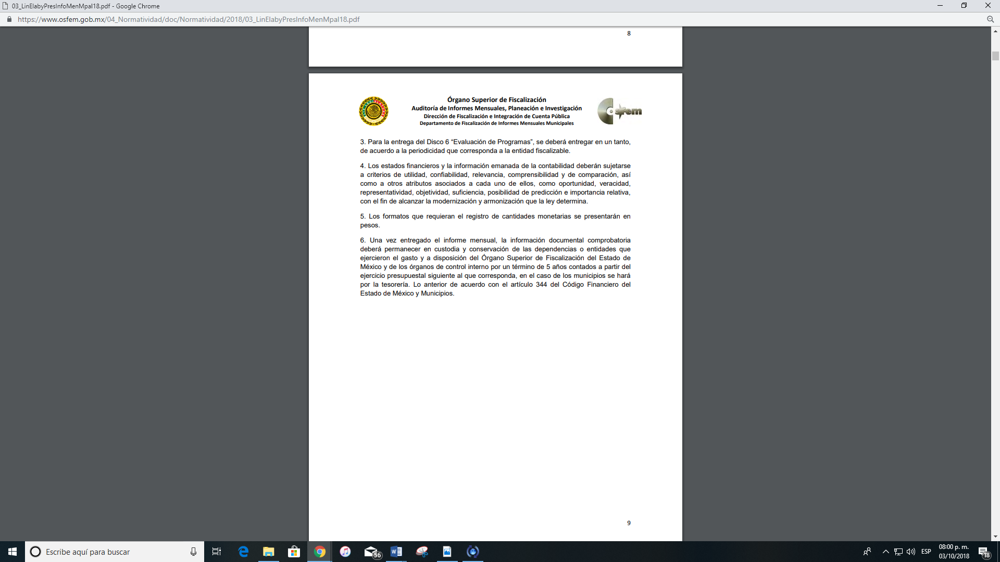 03_LinElabyPresInfoMenMpal18.pdf - Google Chrome
https://www.osfem.gob.mx/04_Normatividad/doc/Normatividad/2018/03_LinElabyPresInfoMenMpal18.pdf
8
Órgano Superior de Fiscalización
Auditoría de Informes Mensuales, Planeación e Investigación
Dirección de Fiscalización e Integración de Cuenta Pública
Departamento de Fiscalización de Informes Mensuales Municipales
osfem
3. Para la entrega del Disco 6 “Evaluación de Programas”, se deberá entregar en un tanto,
de acuerdo a la periodicidad que corresponda a la entidad fiscalizable.
4. Los estados financieros y la información emanada de la contabilidad deberán sujetarse
a criterios de utilidad, confiabilidad, relevancia, comprensibilidad y de comparación, así
como a otros atributos asociados a cada uno de ellos, como oportunidad, veracidad,
representatividad, objetividad, suficiencia, posibilidad de predicción e importancia relativa,
con el fin de alcanzar la modernización y armonización que la ley determina.
5. Los formatos que requieran el registro de cantidades monetarias se presentarán en
pesos.
6. Una vez entregado el informe mensual, la información documental comprobatoria
deberá permanecer en custodia y conservación de las dependencias o entidades que
ejercieron el gasto y a disposición del Órgano Superior de Fiscalización del Estado de
México y de los órganos de control interno por un término de 5 años contados a partir del
ejercicio presupuestal siguiente al que corresponda, en el caso de los municipios se hará
por la tesorería. Lo anterior de acuerdo con el artículo 344 del Código Financiero del
Estado de México y Municipios.
9
Escribe aquí para buscar
56
ESP
08:00 p. m.
03/10/2018
18